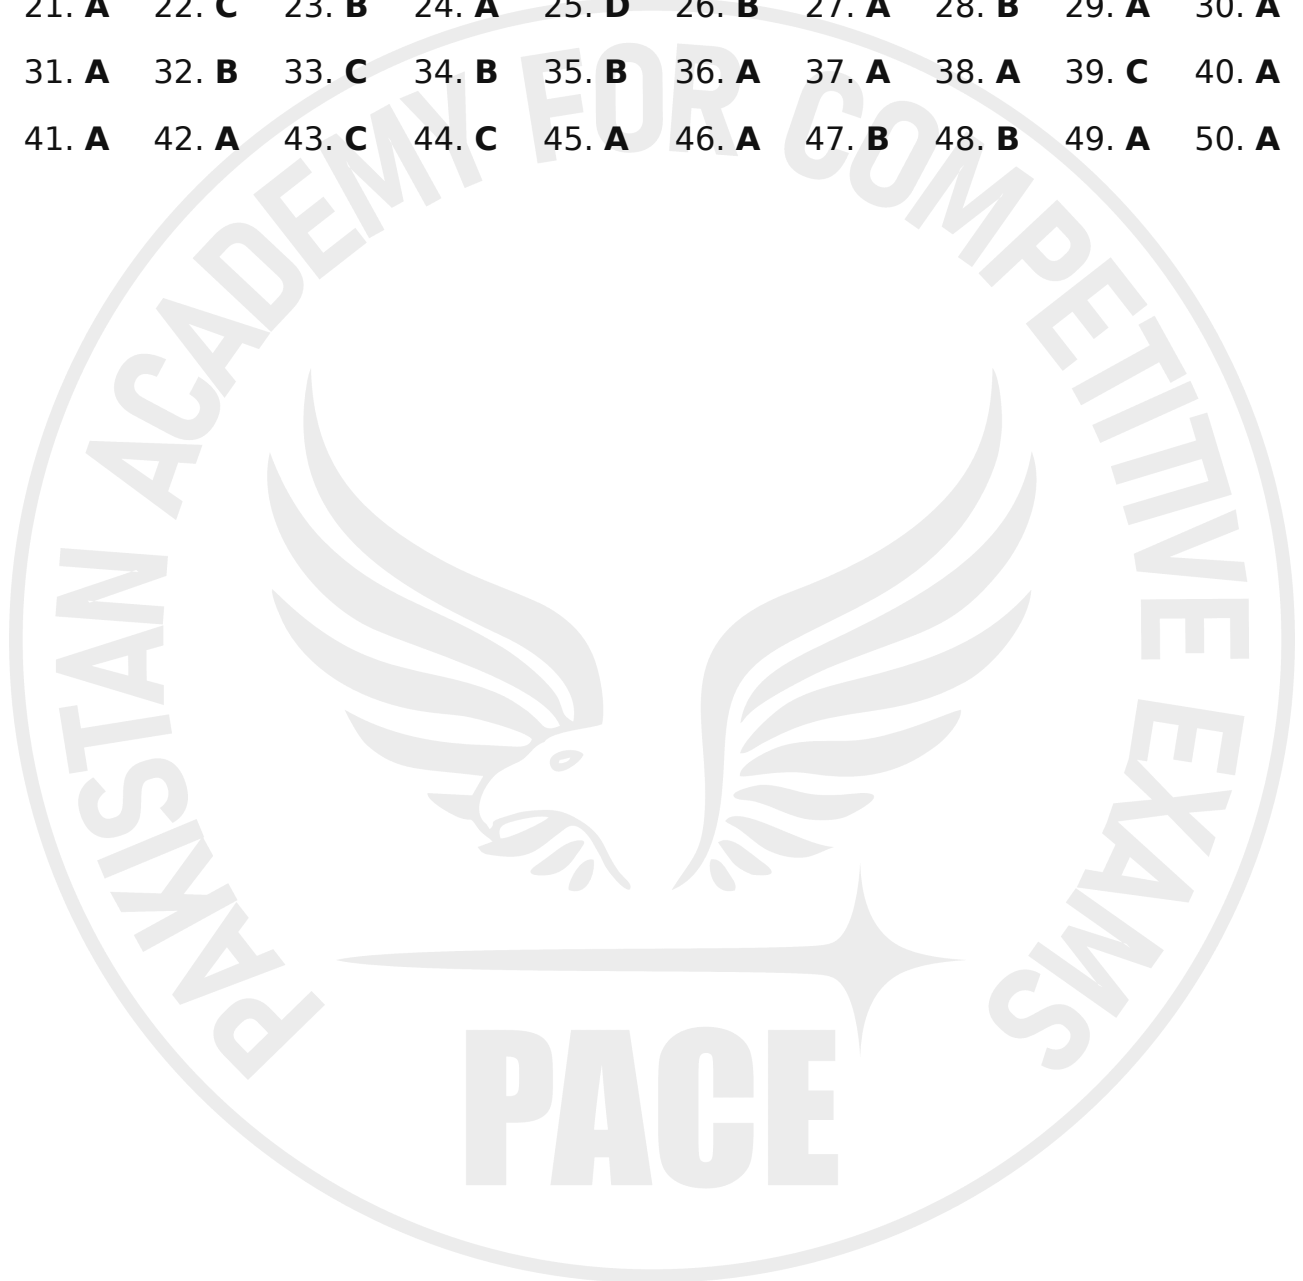 21. A 22. C 23. B 24. A 25. D 26. B 27. A 28. B 29. A 30. A
31. A 32. B 33. C 34. B 35. B 36. A 37. A 38. A 39. C 40. A
41. A 42. A 43. C 44. C 45. A 46. A 47. B 48. B 49. A 50. A
PAKISTAN ACADEMY FOR COMPETITIVE EXAMS
PACE